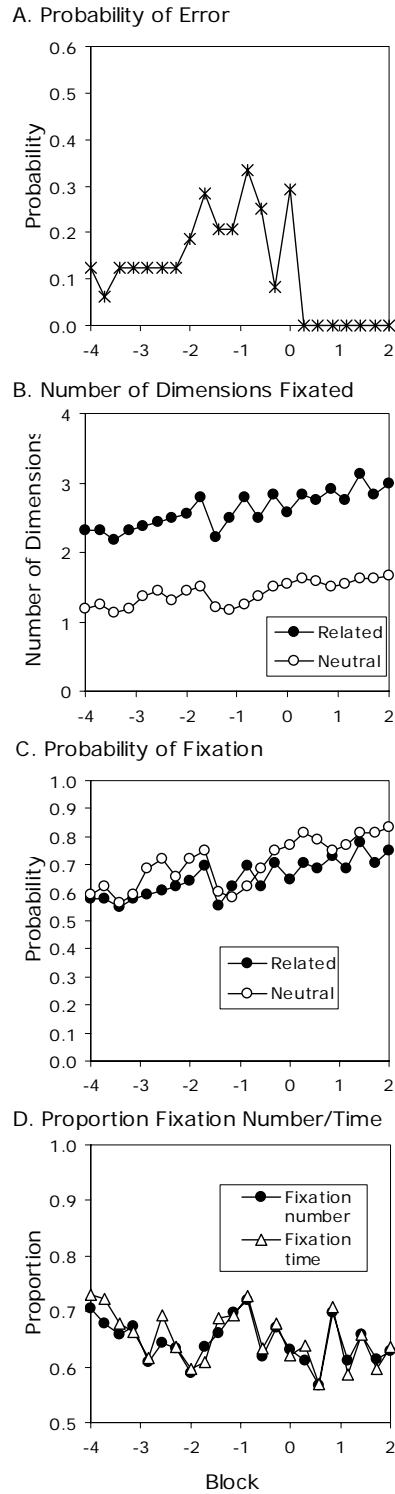 A. Probability of Error
Probability
0.6
0.5
0.4
0.3
0.2
0.1
0.0
-4 -3 -2 -1 0 1 2
B. Number of Dimensions Fixated
Number of Dimensions
4
3
2
1
0
Related
Neutral
-4 -3 -2 -1 0 1 2
C. Probability of Fixation
Probability
1.0
0.9
0.8
0.7
0.6
0.5
0.4
0.3
0.2
0.1
0.0
Related
Neutral
-4 -3 -2 -1 0 1 2
D. Proportion Fixation Number/Time
Proportion
1.0
0.9
0.8
0.7
0.6
0.5
Fixation
number
Fixation
time
-4 -3 -2 -1 0 1 2
Block